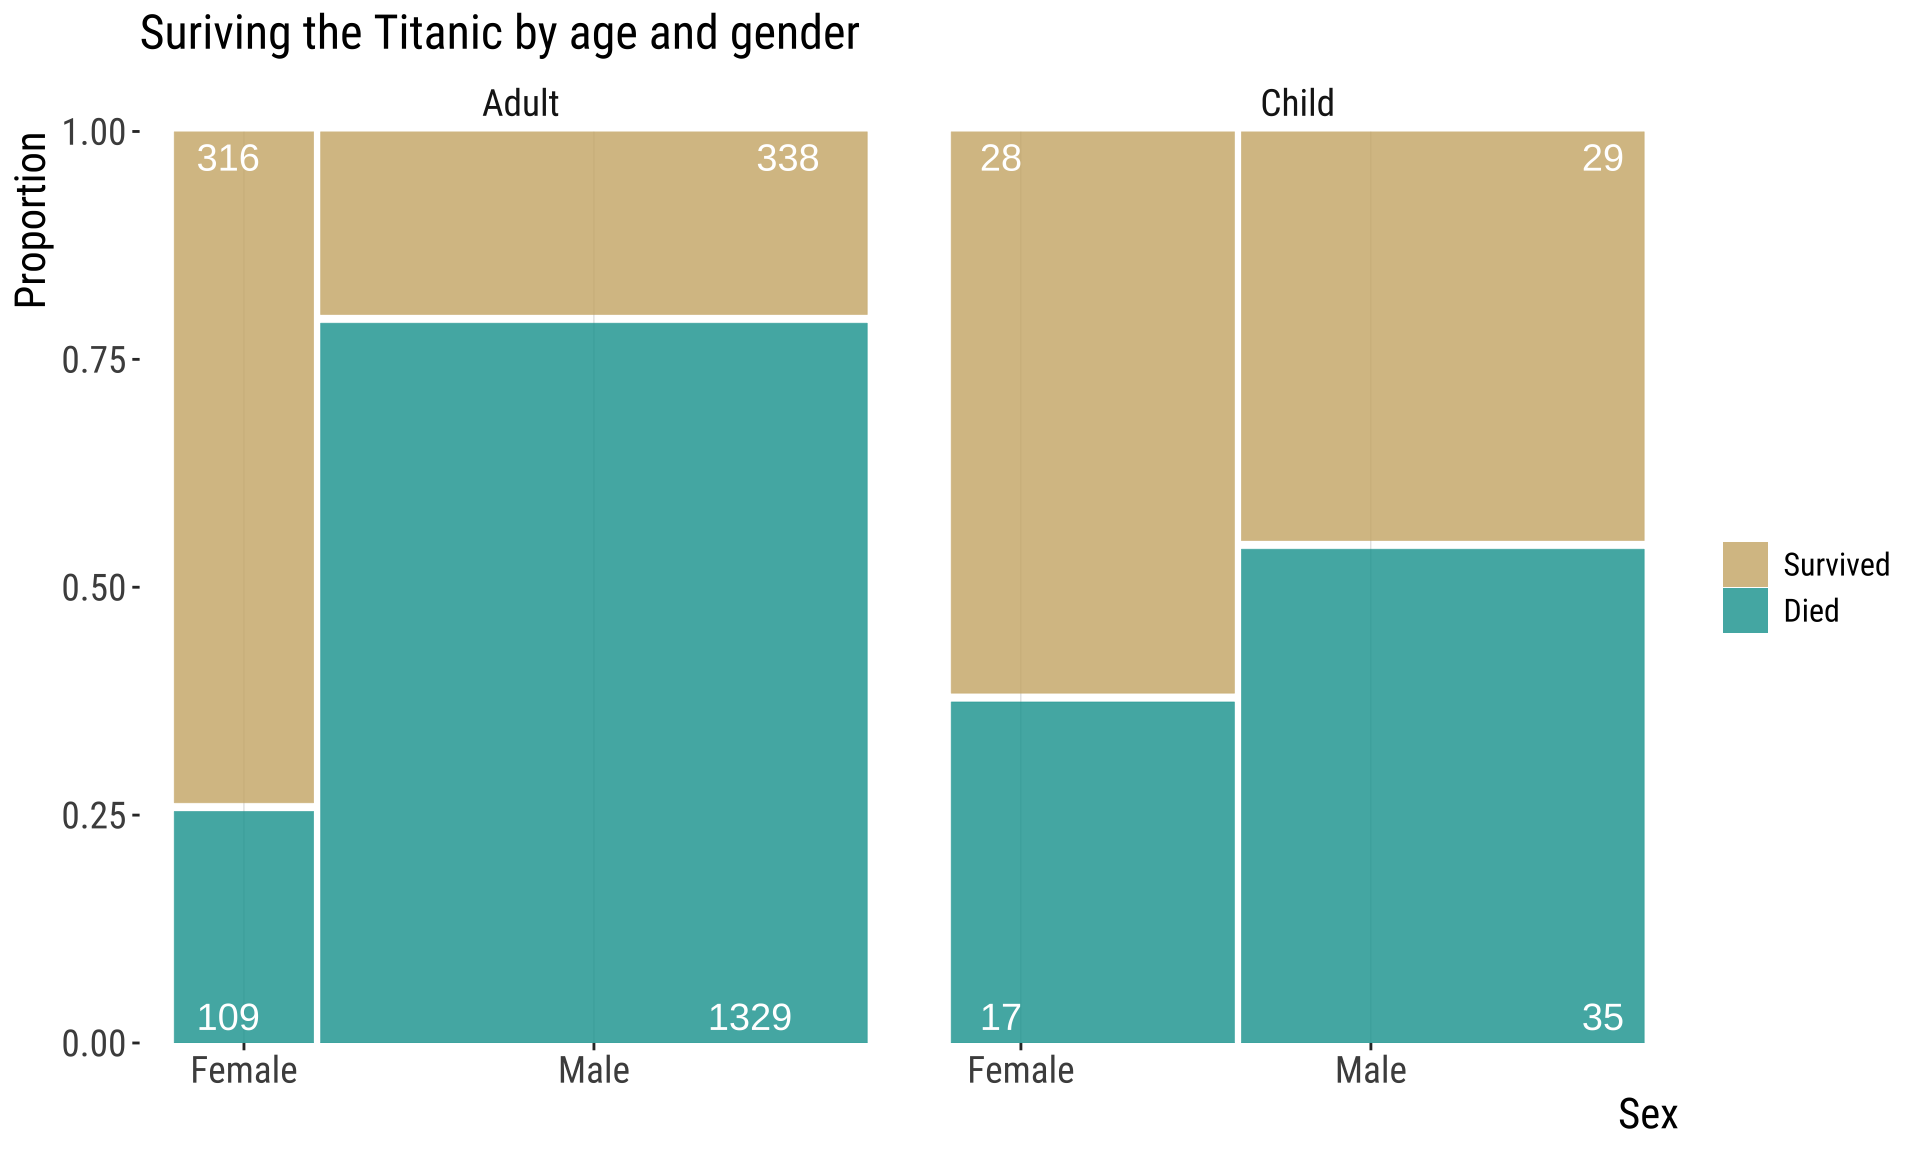 Suriving the Titanic by age and gender
Adult
Child
Proportion
1.00
0.75
0.50
0.25
0.00
316
338
109
1329
28
29
17
35
Female
Male
Female
Male
Sex
Survived
Died